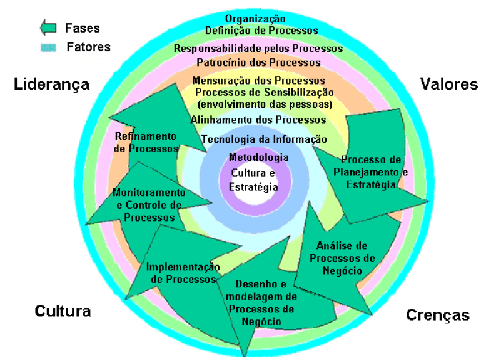 Fases
Fatores
Organização
Definição de Processos
Responsabilidade pelos Processos
Patrocínio dos Processos
Mensuração dos Processos
Processos de Sensibilização
(envolvimento das pessoas)
Alinhamento dos Processos
Tecnologia da Informação
Metodologia
Cultura e
Estratégia
Liderança
Valores
Refinamento
de Processos
Processo de
Planejamento e
Estratégia
Monitoramento
e Controle de
Processos
Análise de
Processos de
Negócio
Implementação
de Processos
Desenho e
modelagem de
Processos de
Negócio
Cultura
Crenças